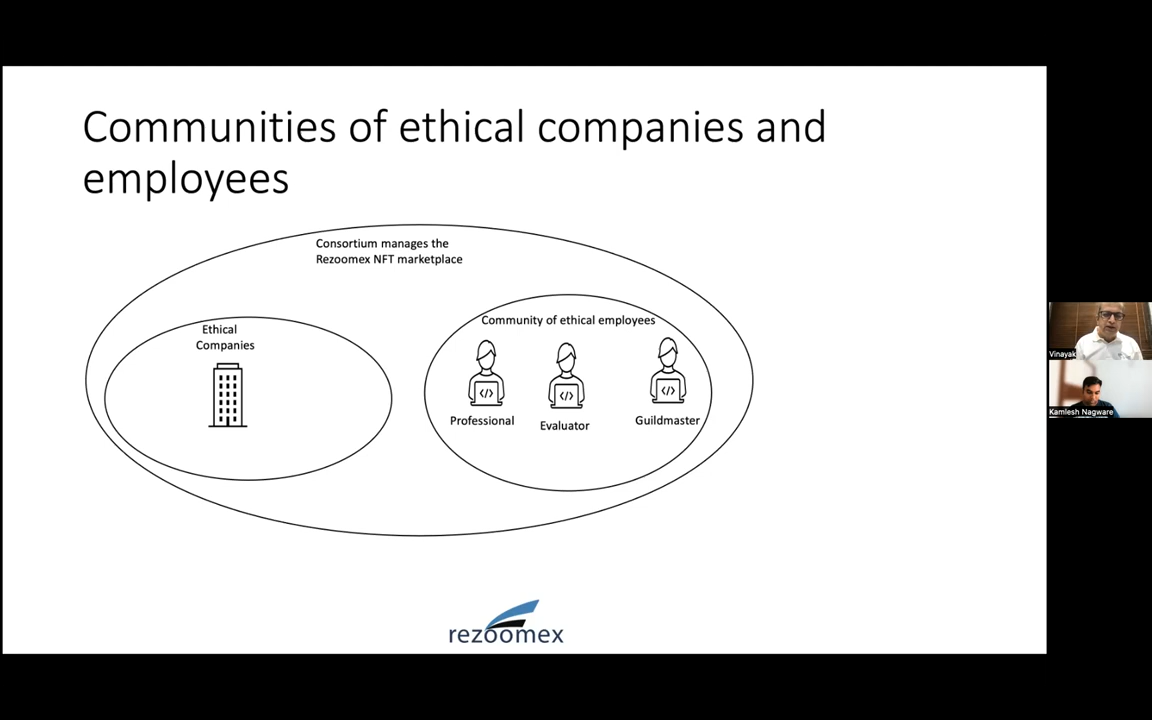 Communities of ethical companies and
employees
Consortium manages the
Rezoomex NFT marketplace
Ethical
Companies
Community of ethical employees
Professional
Evaluator
Guildmaster
rezoomex
Vinayak
Kamlesh Nagware